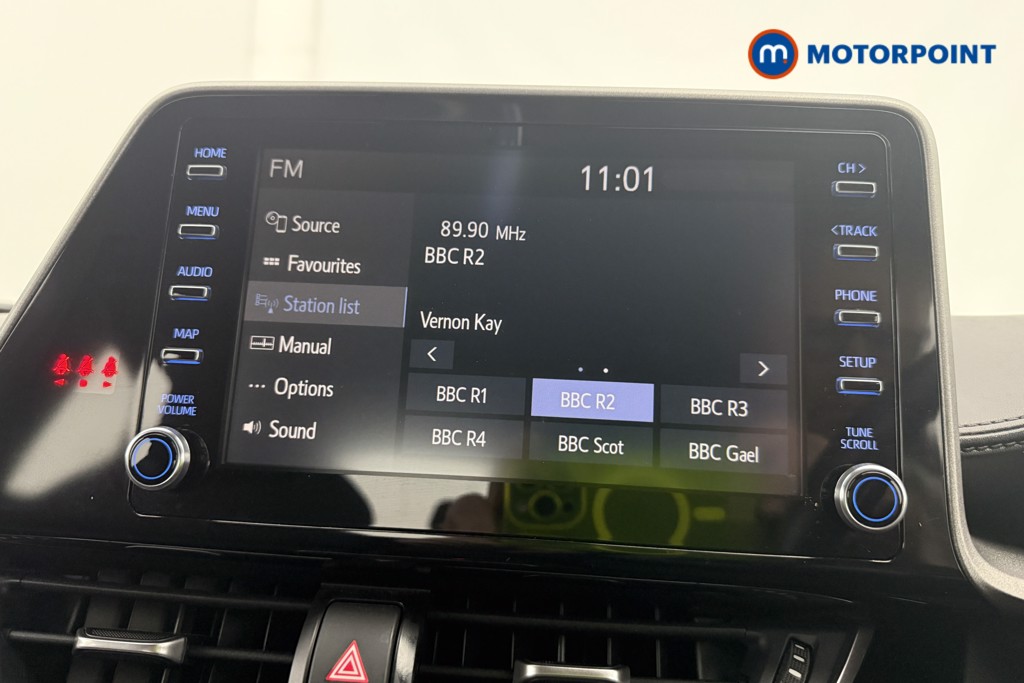 m. MOTORPOINT
HOME
MENU
AUDIO
MAP
POWER
VOLUME
FM
11:01
Source
Favourites
Station list
Manual
Options
Sound
89.90 MHz
BBC R2
Vernon Kay
<
>
BBC R1
BBC R2
BBC R3
BBC R4
BBC Scot
BBC Gael
CH >
<TRACK
PHONE
SETUP
TUNE
SCROLL